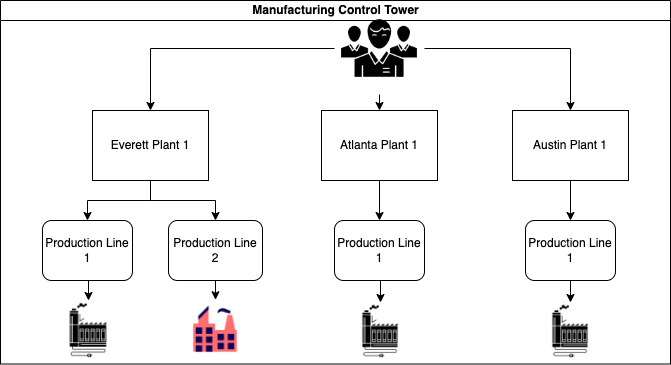 Manufacturing Control Tower
Everett Plant 1
Atlanta Plant 1
Austin Plant 1
Production Line
1
Production Line
2
Production Line
1
Production Line
1